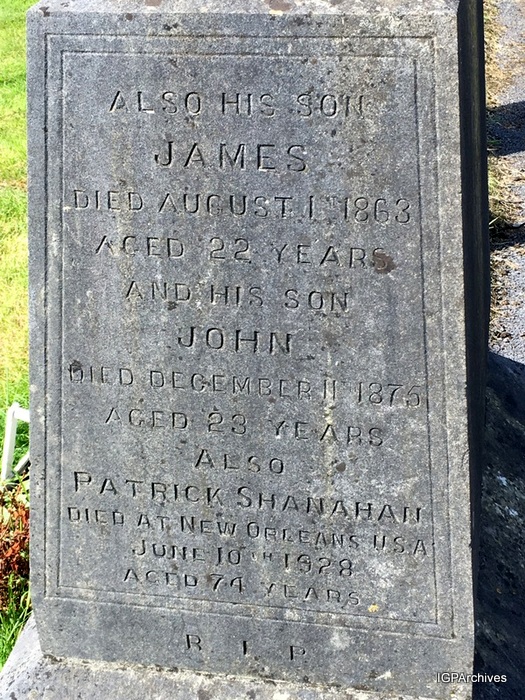 ALSO HIS SON
JAMES
DIED AUGUST 1ST 1863
AGED 22 YEARS
AND HIS SON
JOHN
DIED DECEMBER 11TH 1875
AGED 23 YEARS
ALSO
PATRICK SHANAHAN
DIED AT NEW ORLEANS U.S.A
JUNE 10TH 1928
AGED 74 YEARS
R. I. P.
IGPArchives